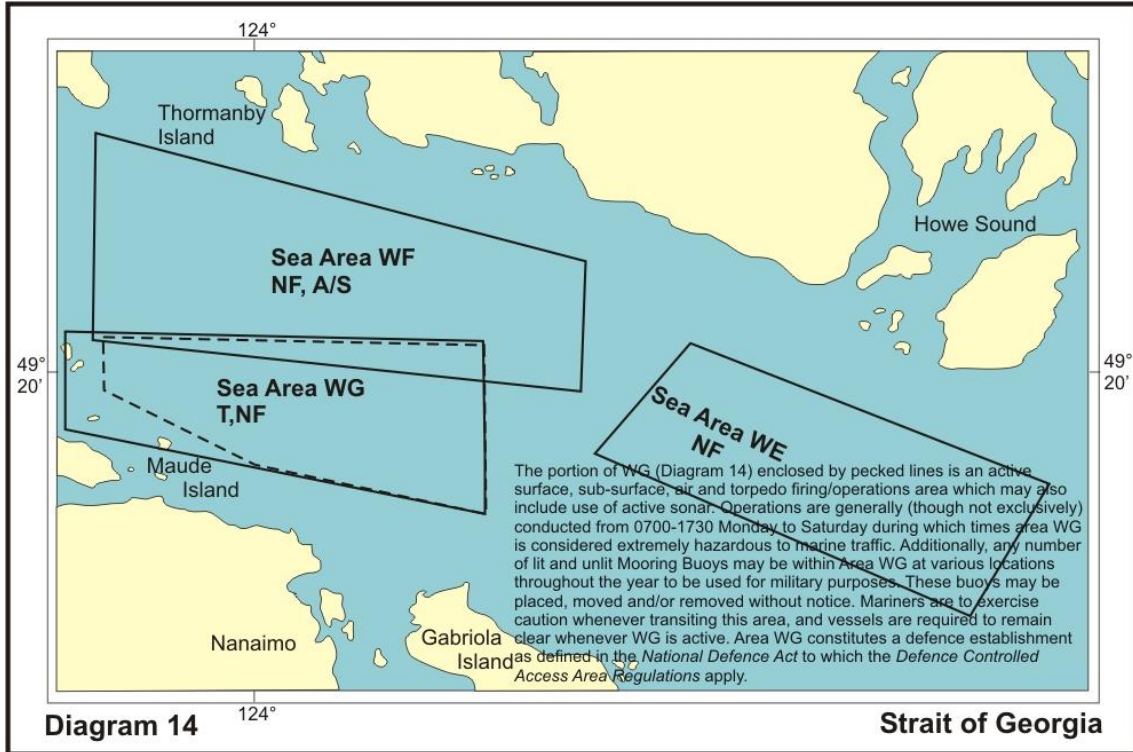 124°
Thormanby
Island
Howe Sound
Sea Area WF
NF, A/S
49°
20'
49°
20'
Sea Area WG
T,NF
Sea Area WE
NF
Maude
Island
The portion of WG (Diagram 14) enclosed by pecked lines is an active
surface, sub-surface, air and torpedo firing/operations area which may also
include use of active sonar. Operations are generally (though not exclusively)
conducted from 0700-1730 Monday to Saturday during which times area WG
is considered extremely hazardous to marine traffic. Additionally, any number
of lit and unlit Mooring Buoys may be within Area WG at various locations
throughout the year to be used for military purposes. These buoys may be
placed, moved and/or removed without notice. Mariners are to exercise
caution whenever transiting this area, and vessels are required to remain
clear whenever WG is active. Area WG constitutes a defence establishment
as defined in the National Defence Act to which the Defence Controlled
Access Area Regulations apply.
Nanaimo
Gabriola
Island
124°
Diagram 14
Strait of Georgia